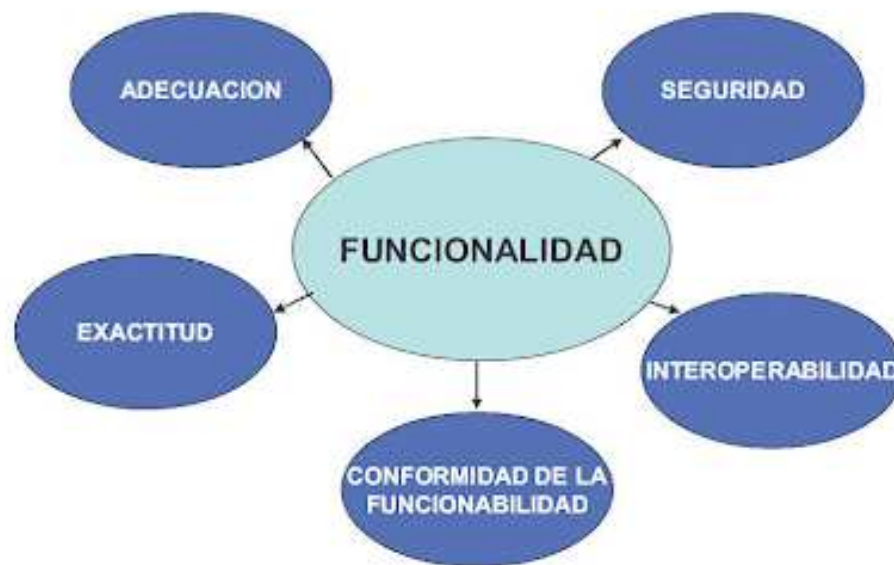 ADECUACION
SEGURIDAD
FUNCIONALIDAD
EXACTITUD
INTEROPERABILIDAD
CONFORMIDAD DE LA
FUNCIONABILIDAD